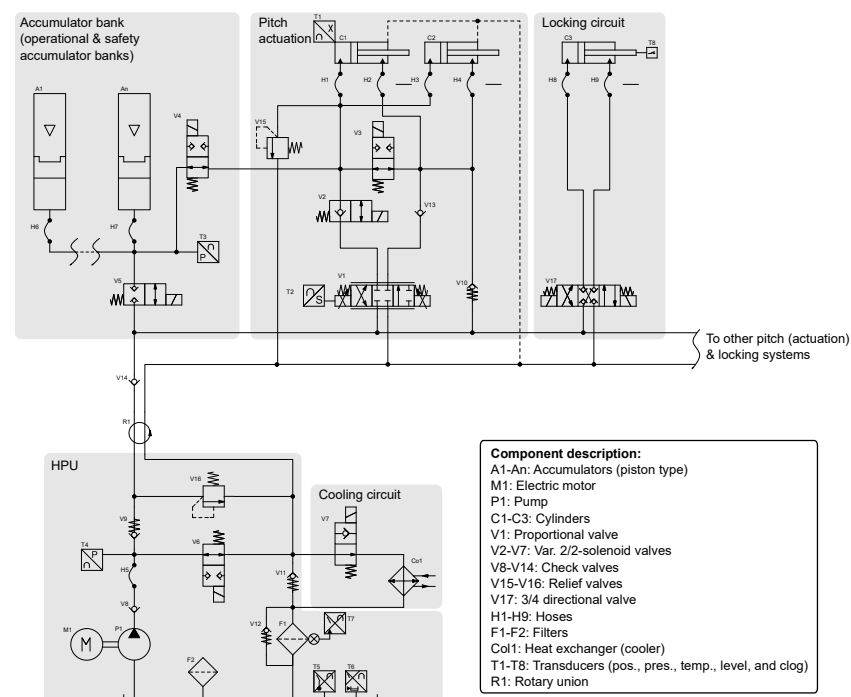 Accumulator bank
(operational & safety
accumulator banks)
Pitch
actuation
Locking circuit
T1
X
C1
C2
C3
T8
H1
H2
H3
H4
H8
H9
A1
An
V4
V15
V3
H6
H7
T3
P
V2
V13
V5
T2
S
V1
V10
V17
To other pitch (actuation)
& locking systems
V14
R1
HPU
V16
Cooling circuit
V7
V9
T4
P
V6
Co1
H5
V11
V8
M1
M
P1
V12
F1
T7
F2
T5
T6
Component description:
A1-An: Accumulators (piston type)
M1: Electric motor
P1: Pump
C1-C3: Cylinders
V1: Proportional valve
V2-V7: Var. 2/2-solenoid valves
V8-V14: Check valves
V15-V16: Relief valves
V17: 3/4 directional valve
H1-H9: Hoses
F1-F2: Filters
Col1: Heat exchanger (cooler)
T1-T8: Transducers (pos., pres., temp., level, and clog)
R1: Rotary union